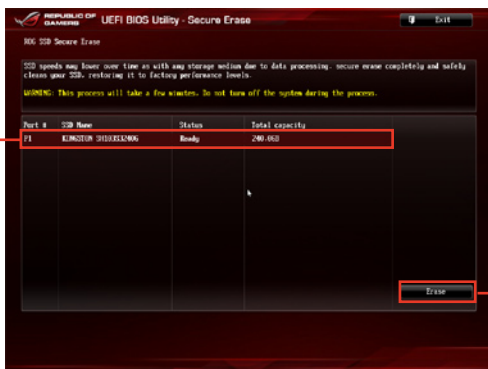 REPUBLIC OF GAMERS UEFI BIOS Utility - Secure Erase Exit
ROG SSD Secure Erase
SSD speeds may lower over time as with any storage medium due to data processing. secure erase completely and safely
cleans your SSD, restoring it to factory performance levels.
WARNING: This process will take a few minutes. Do not turn off the system during the process.
Port # SSD Name Status Total capacity
P1 KINGSTON Ready 240.0GB
Erase